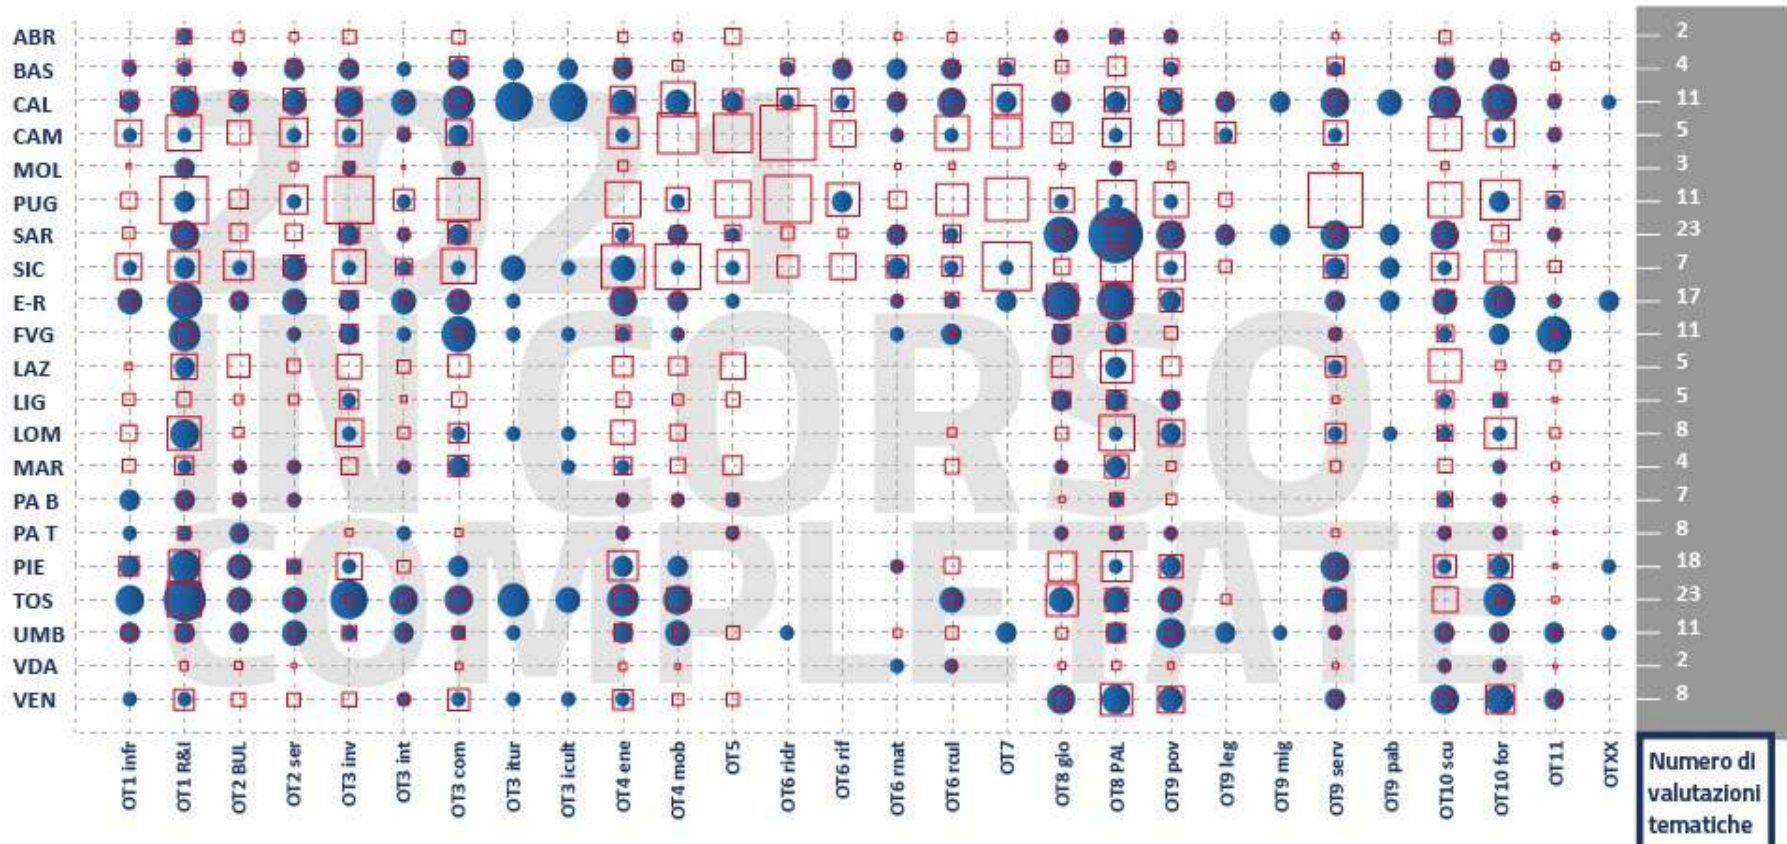 2021
IN CORSO
COMPLETATE
ABR 2
BAS 4
CAL 11
CAM 5
MOL 3
PUG 11
SAR 23
SIC 7
E-R 17
FVG 11
LAZ 5
LIG 5
LOM 8
MAR 4
PA B 7
PA T 8
PIE 18
TOS 23
UMB 11
VDA 2
VEN 8
OT1 infr
OT1 R&I
OT2 BUL
OT2 ser
OT3 inv
OT3 int
OT3 com
OT3 itur
OT3 icult
OT4 ene
OT4 mob
OT5
OT6 ridr
OT6 rif
OT6 rnat
OT6 rcul
OT7
OT8 gio
OT8 PAL
OT9 pov
OT9 leg
OT9 mig
OT9 serv
OT9 pab
OT10 scu
OT10 for
OT11
OTXX
Numero di
valutazioni
tematiche